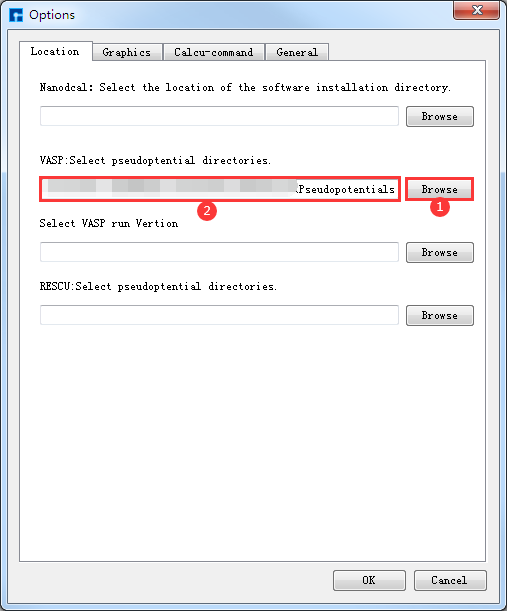 Options
Location Graphics Calcu-command General
Nanodcal: Select the location of the software installation directory.
Browse
VASP:Select pseudoptential directories.
\Pseudopotentials Browse
2 1
Select VASP run Vertion
Browse
RESCU:Select pseudoptential directories.
Browse
OK Cancel